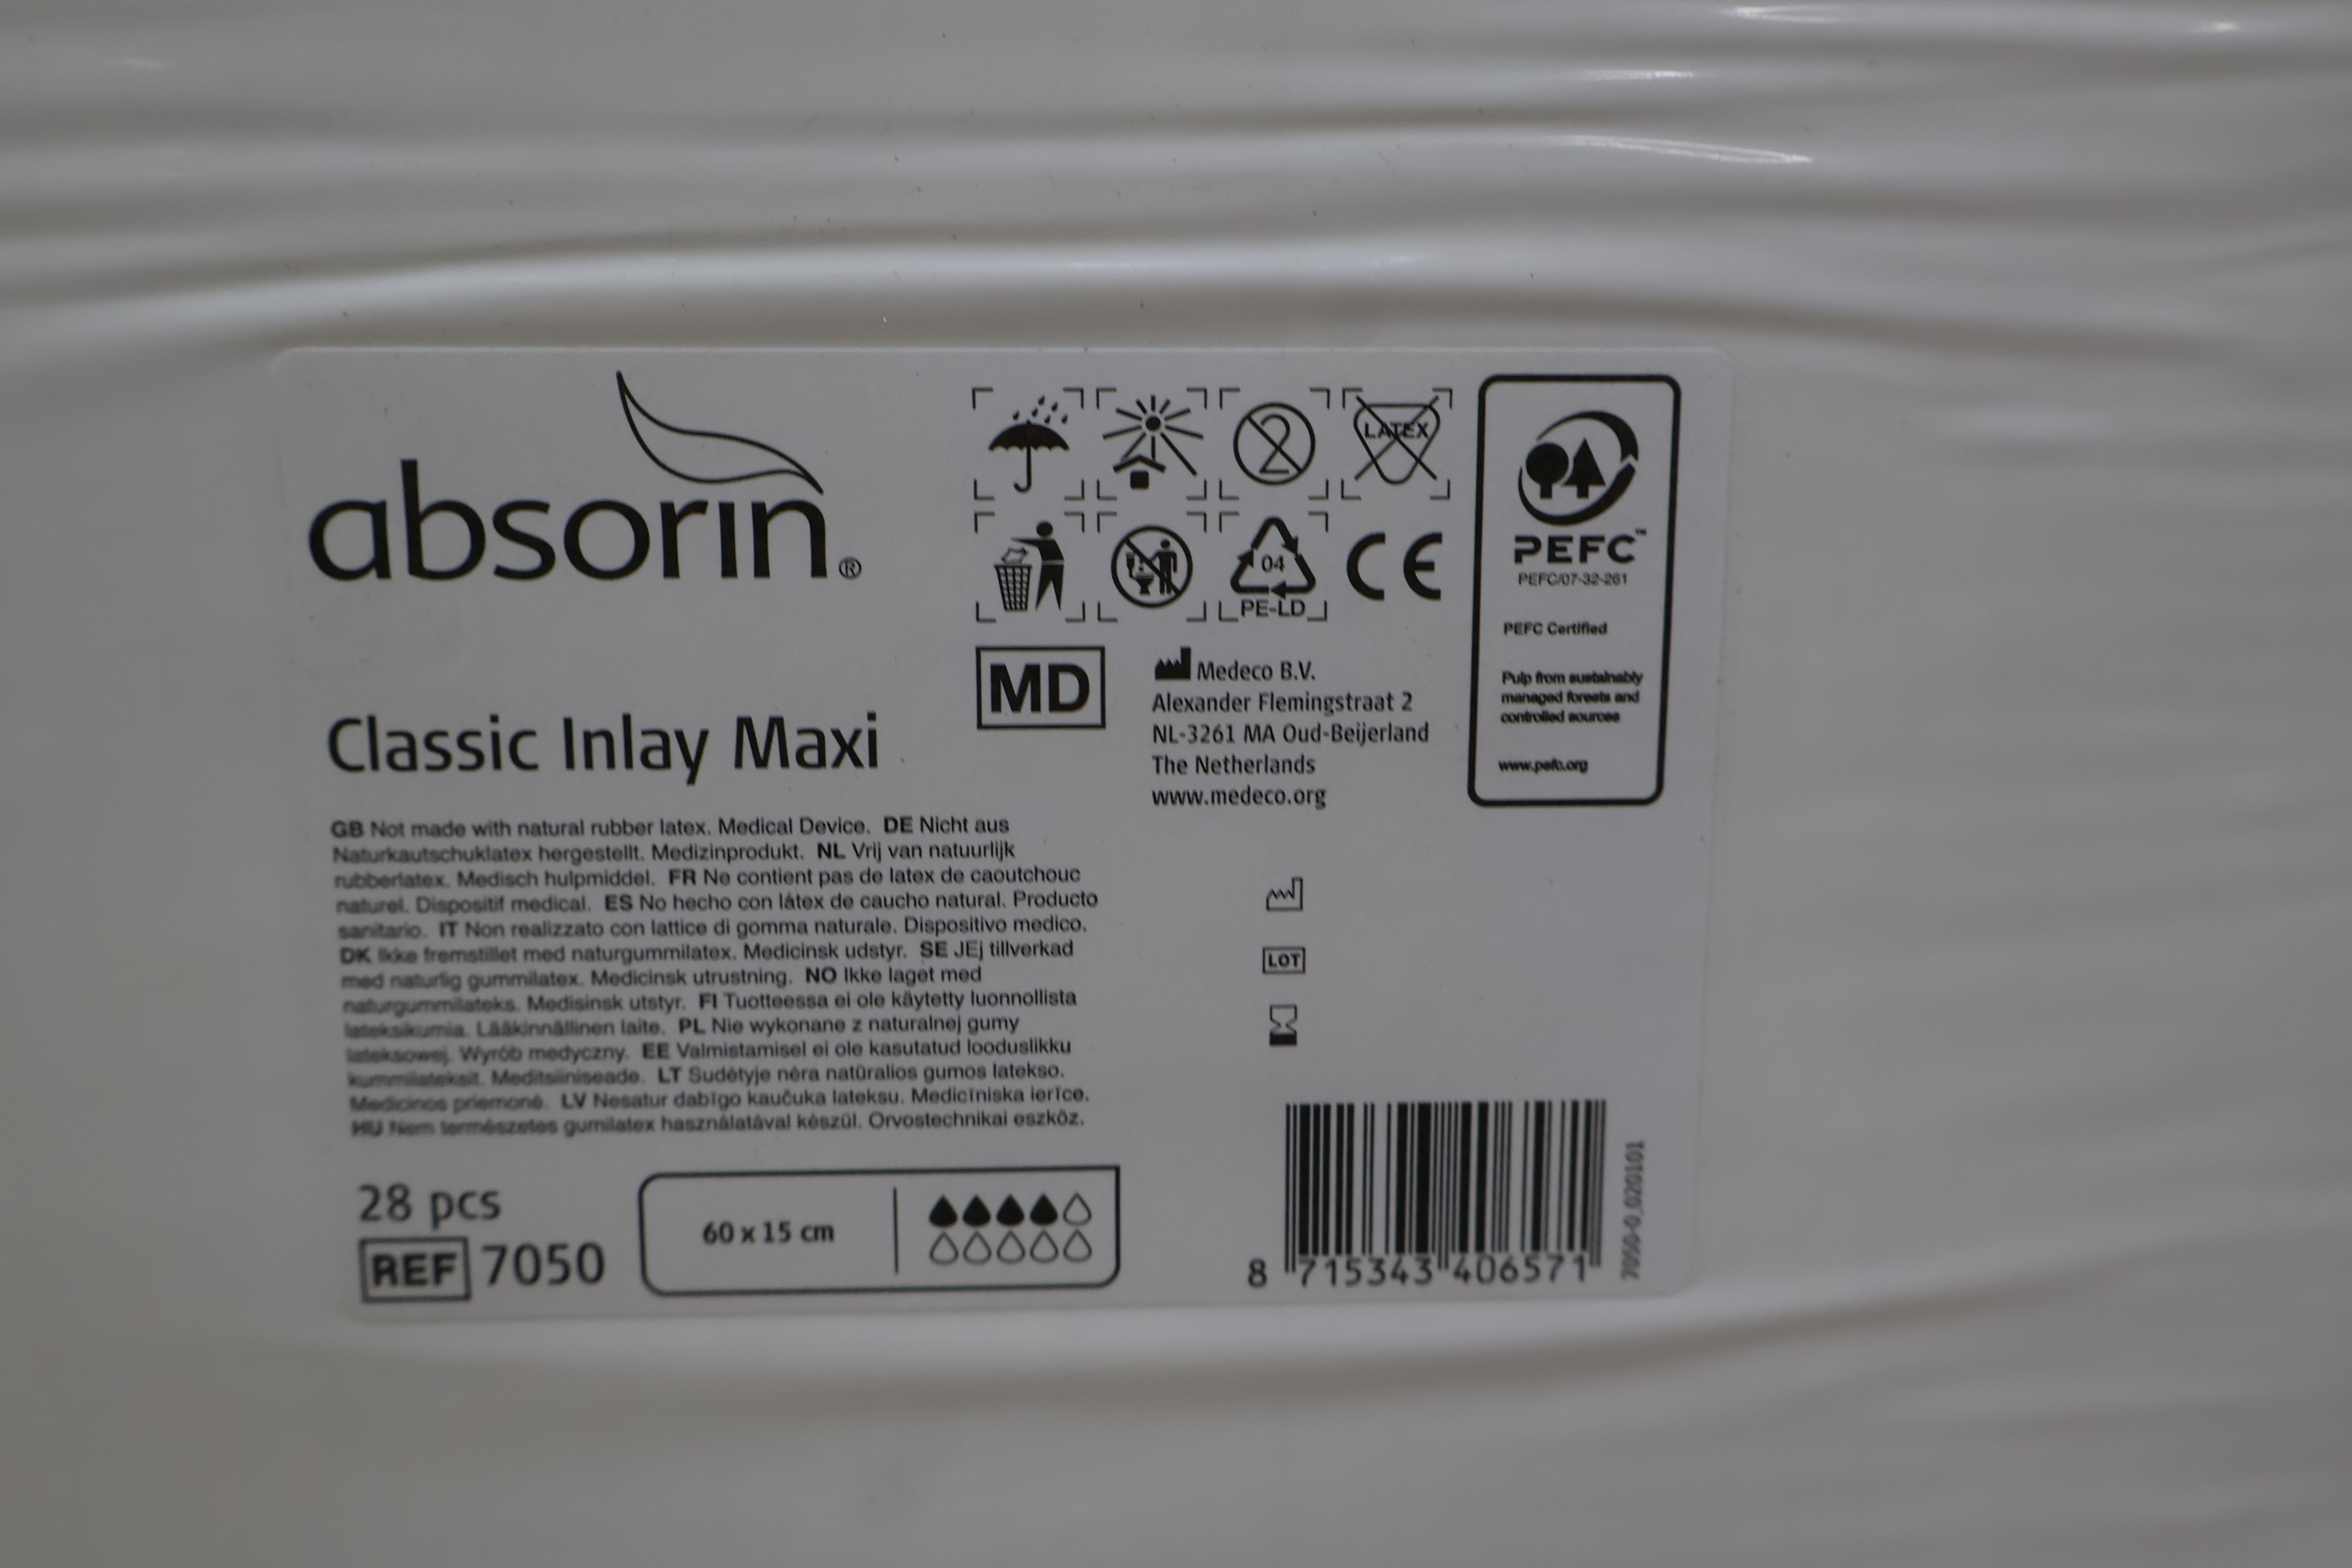 absorin®
Classic Inlay Maxi
GB Not made with natural rubber latex. Medical Device. DE Nicht aus
Naturkautschuklatex hergestellt. Medizinprodukt. NL Vrij van natuurlijk
rubberlatex. Medisch hulpmiddel. FR Ne contient pas de latex de caoutchouc
naturel. Dispositif medical. ES No hecho con látex de caucho natural. Producto
sanitario. IT Non realizzato con lattice di gomma naturale. Dispositivo medico.
DK Ikke fremstillet med naturgummilatex. Medicinsk udstyr. SE JEj tillverkad
med naturlig gummilatex. Medicinsk utrustning. NO Ikke laget med
naturgummilateks. Medisinsk utstyr. FI Tuotteessa ei ole käytetty luonnollista
lateksikumia. Lääkinnällinen laite. PL Nie wykonane z naturalnej gumy
lateksowej. Wyrób medyczny. EE Valmistamisel ei ole kasutatud looduslikku
kummilateksit. Meditsiiniseade. LT Sudėtyje nėra natūralios gumos latekso.
Medicinos priemonė. LV Nesatur dabīgo kaučuka lateksu. Medicīniska ierīce.
HU Nem természetes gumilatex használatával készül. Orvostechnikai eszköz.
28 pcs
REF 7050
60 x 15 cm
2
LATEX
04
PE-LD
CE
MD
Medeco B.V.
Alexander Flemingstraat 2
NL-3261 MA Oud-Beijerland
The Netherlands
www.medeco.org
PEFC™
PEFC/07-32-261
PEFC Certified
Pulp from sustainably
managed forests and
controlled sources
www.pefc.org
LOT
8 715343 406571
7050-0_020101